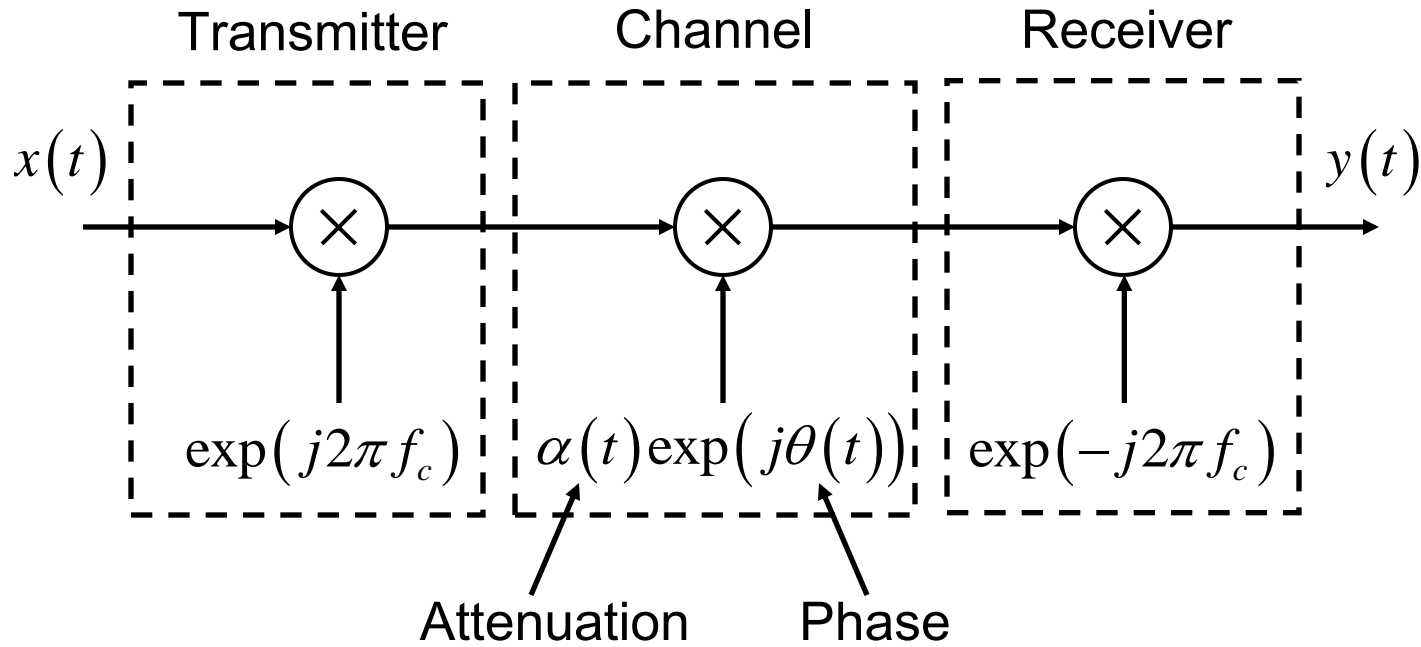 Transmitter Channel Receiver
x(t) y(t)
× × ×
exp(j2πf_c) α(t)exp(jθ(t)) exp(−j2πf_c)
Attenuation Phase